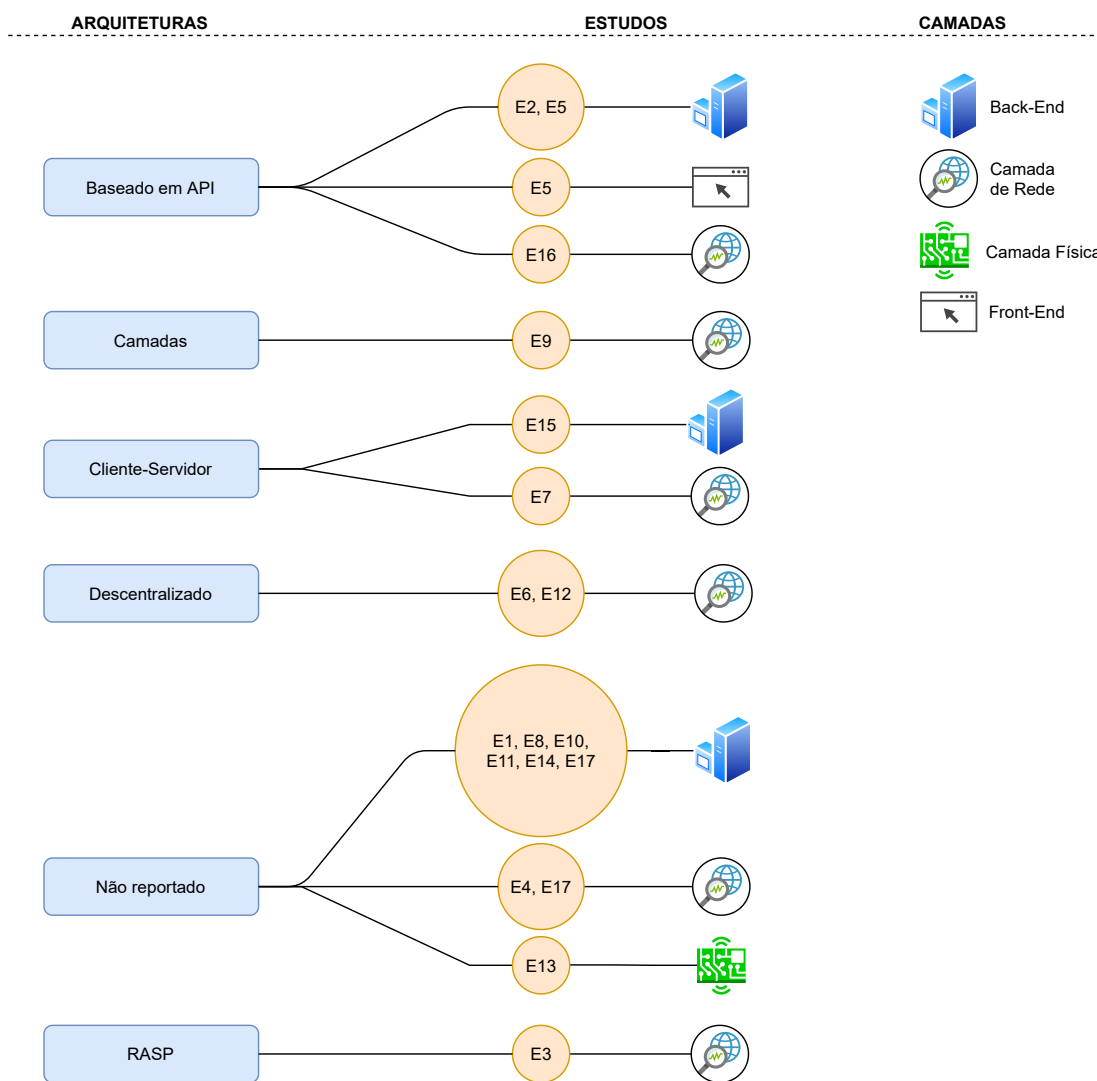 ARQUITETURAS
ESTUDOS
CAMADAS
E2, E5
Back-End
Baseado em API
E5
Camada
de Rede
E16
Camada Física
Front-End
Camadas
E9
E15
Cliente-Servidor
E7
Descentralizado
E6, E12
E1, E8, E10,
E11, E14, E17
Não reportado
E4, E17
E13
RASP
E3